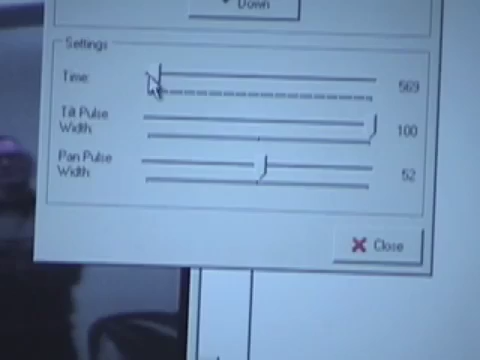 Down
Settings
Time: 569
Tilt Pulse
Width: 100
Pan Pulse
Width: 52
Close